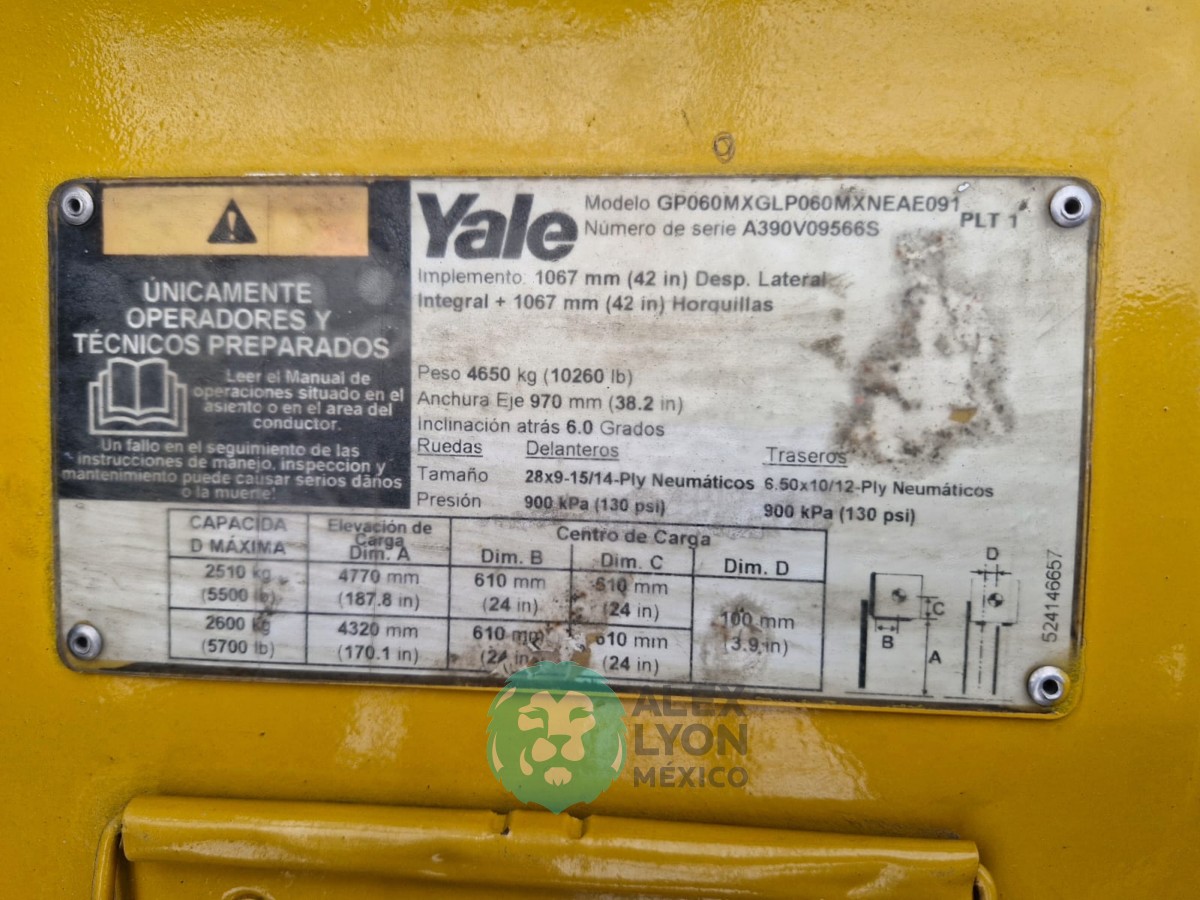 ÚNICAMENTE
OPERADORES Y
TÉCNICOS PREPARADOS
Leer el Manual de
operaciones situado en el
asiento o en el area del
conductor.
Un fallo en el seguimiento de las
instrucciones de manejo, inspeccion y
mantenimiento puede causar serios daños
o la muerte!
Yale
Modelo GP060MXGLP060MXNEAE091
PLT 1
Número de serie A390V09566S
Implemento: 1067 mm (42 in) Desp. Lateral
Integral + 1067 mm (42 in) Horquillas
Peso 4650 kg (10260 lb)
Anchura Eje 970 mm (38.2 in)
Inclinación atrás 6.0 Grados
Ruedas Delanteros Traseros
Tamaño 28x9-15/14-Ply Neumáticos 6.50x10/12-Ply Neumáticos
Presión 900 kPa (130 psi) 900 kPa (130 psi)
CAPACIDA Elevación de Centro de Carga
D MÁXIMA Carga
Dim. A Dim. B Dim. C Dim. D
2510 kg 4770 mm 610 mm 610 mm
(5500 lb) (187.8 in) (24 in) (24 in) 100 mm
2600 kg 4320 mm 610 mm 610 mm (3.9 in)
(5700 lb) (170.1 in) (24 in) (24 in)
D
C
B
A
524146657
ALEX
LYON
MÉXICO